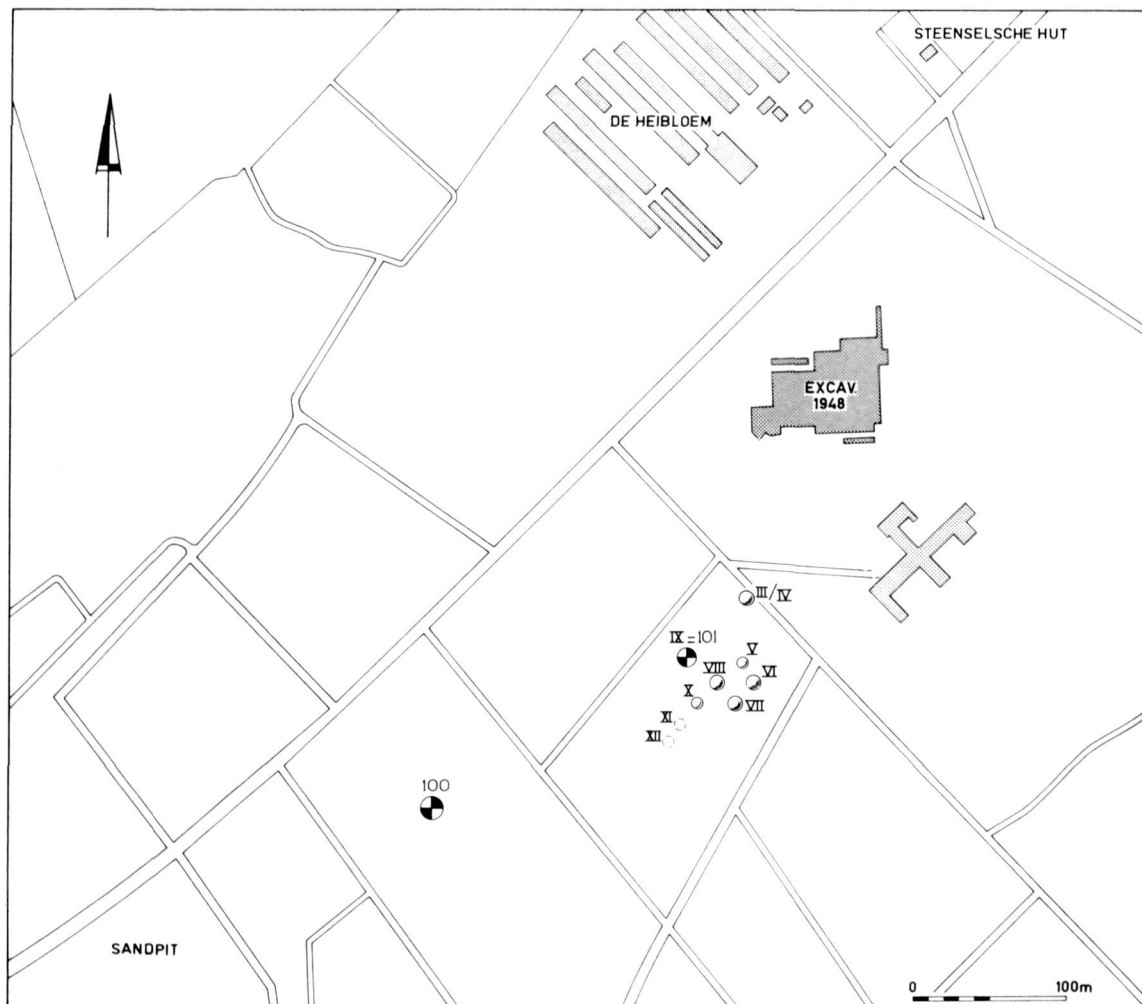 STEENSELSCHE HUT
DE HEIBLOEM
EXCAV.
1948
III/IV
IX=101
V
VIII
VI
X
VII
XI
XII
100
SANDPIT
0 100m